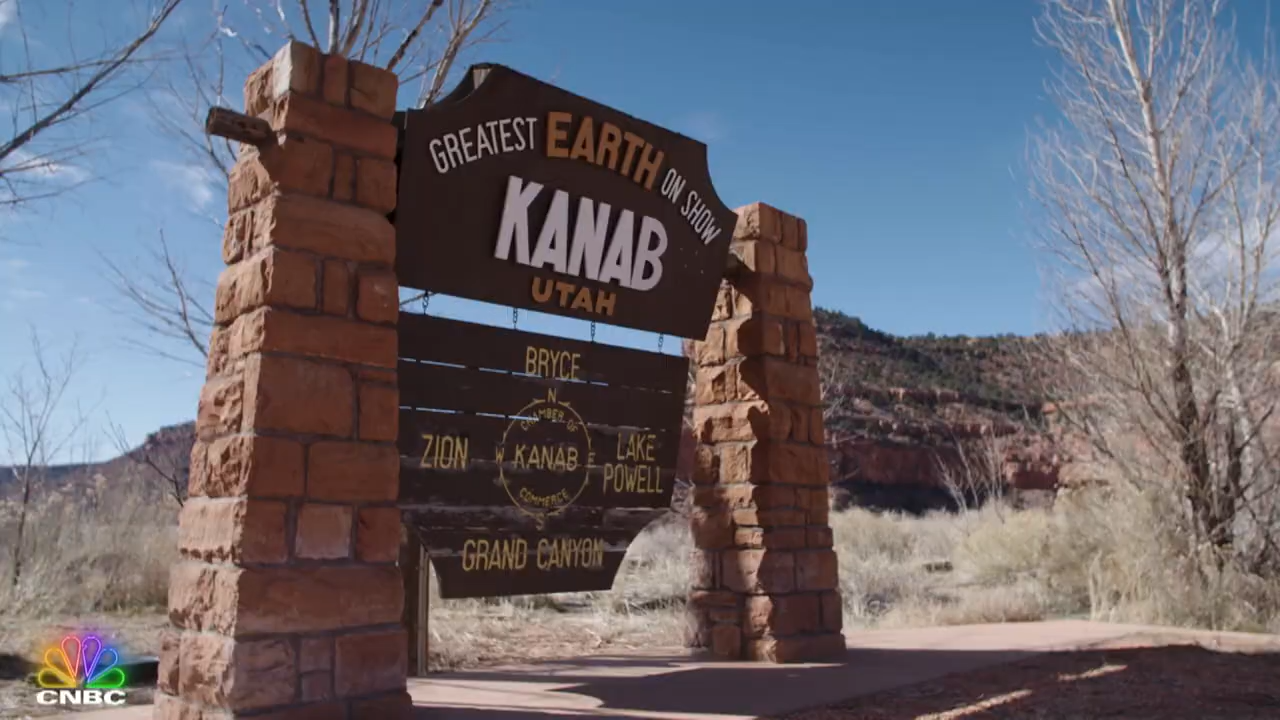 GREATEST EARTH ON SHOW
KANAB
UTAH
BRYCE
N
CHAMBER OF
ZION
W KANAB E
LAKE
POWELL
COMMERCE
S
GRAND CANYON
CNBC